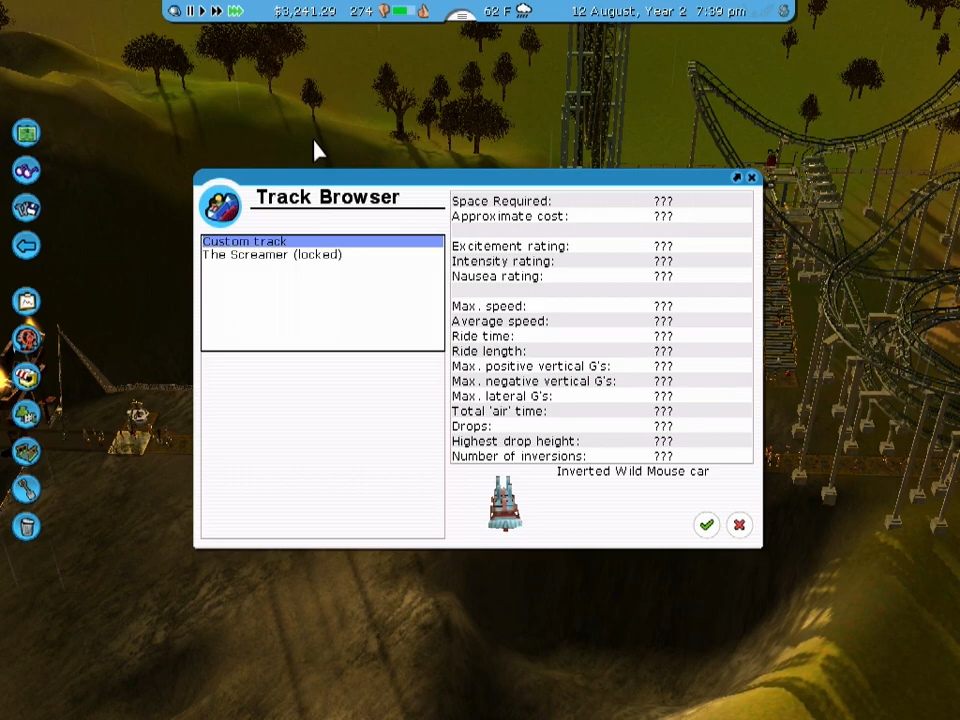 $3,241.29 274 62 F 12 August, Year 2 7:39 pm
Track Browser
Custom track
The Screamer (locked)
Space Required: ???
Approximate cost: ???
Excitement rating: ???
Intensity rating: ???
Nausea rating: ???
Max. speed: ???
Average speed: ???
Ride time: ???
Ride length: ???
Max. positive vertical G's: ???
Max. negative vertical G's: ???
Max. lateral G's: ???
Total 'air' time: ???
Drops: ???
Highest drop height: ???
Number of inversions: ???
Inverted Wild Mouse car